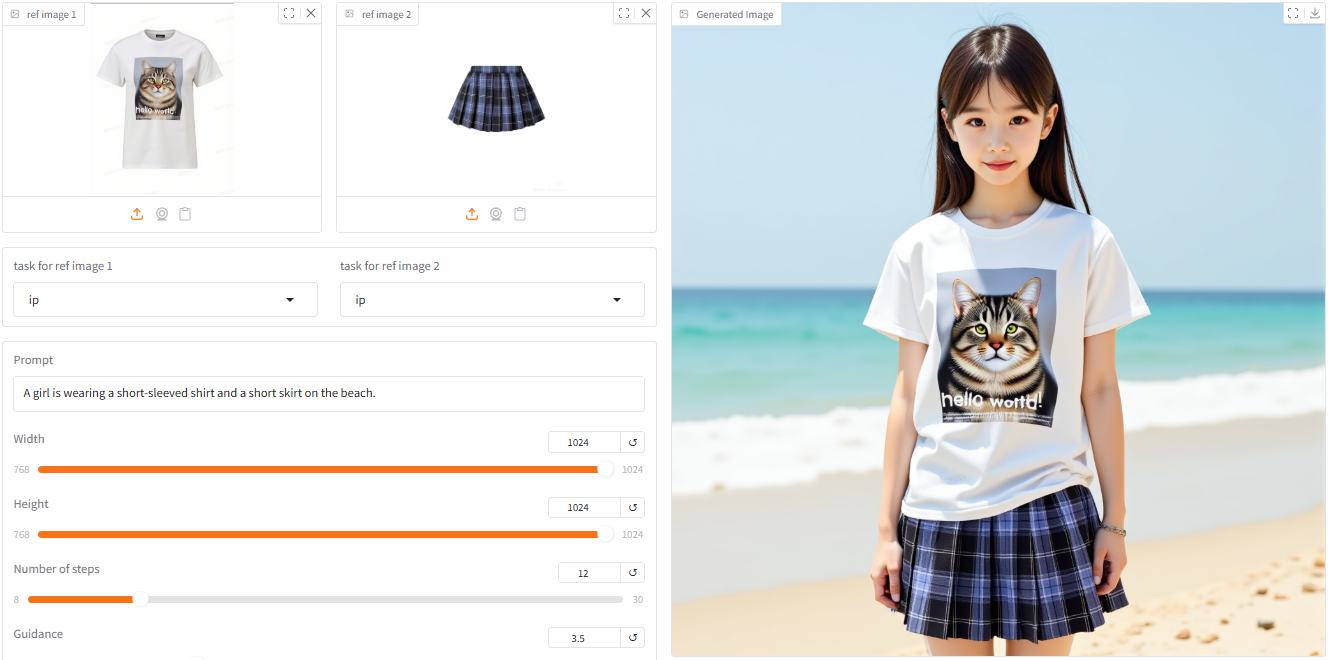 ref image 1
ref image 2
Generated Image
hello world!
task for ref image 1
task for ref image 2
ip
ip
Prompt
A girl is wearing a short-sleeved shirt and a short skirt on the beach.
Width
1024
↺
768
1024
Height
1024
↺
768
1024
Number of steps
12
↺
8
30
Guidance
3.5
↺
hello world!